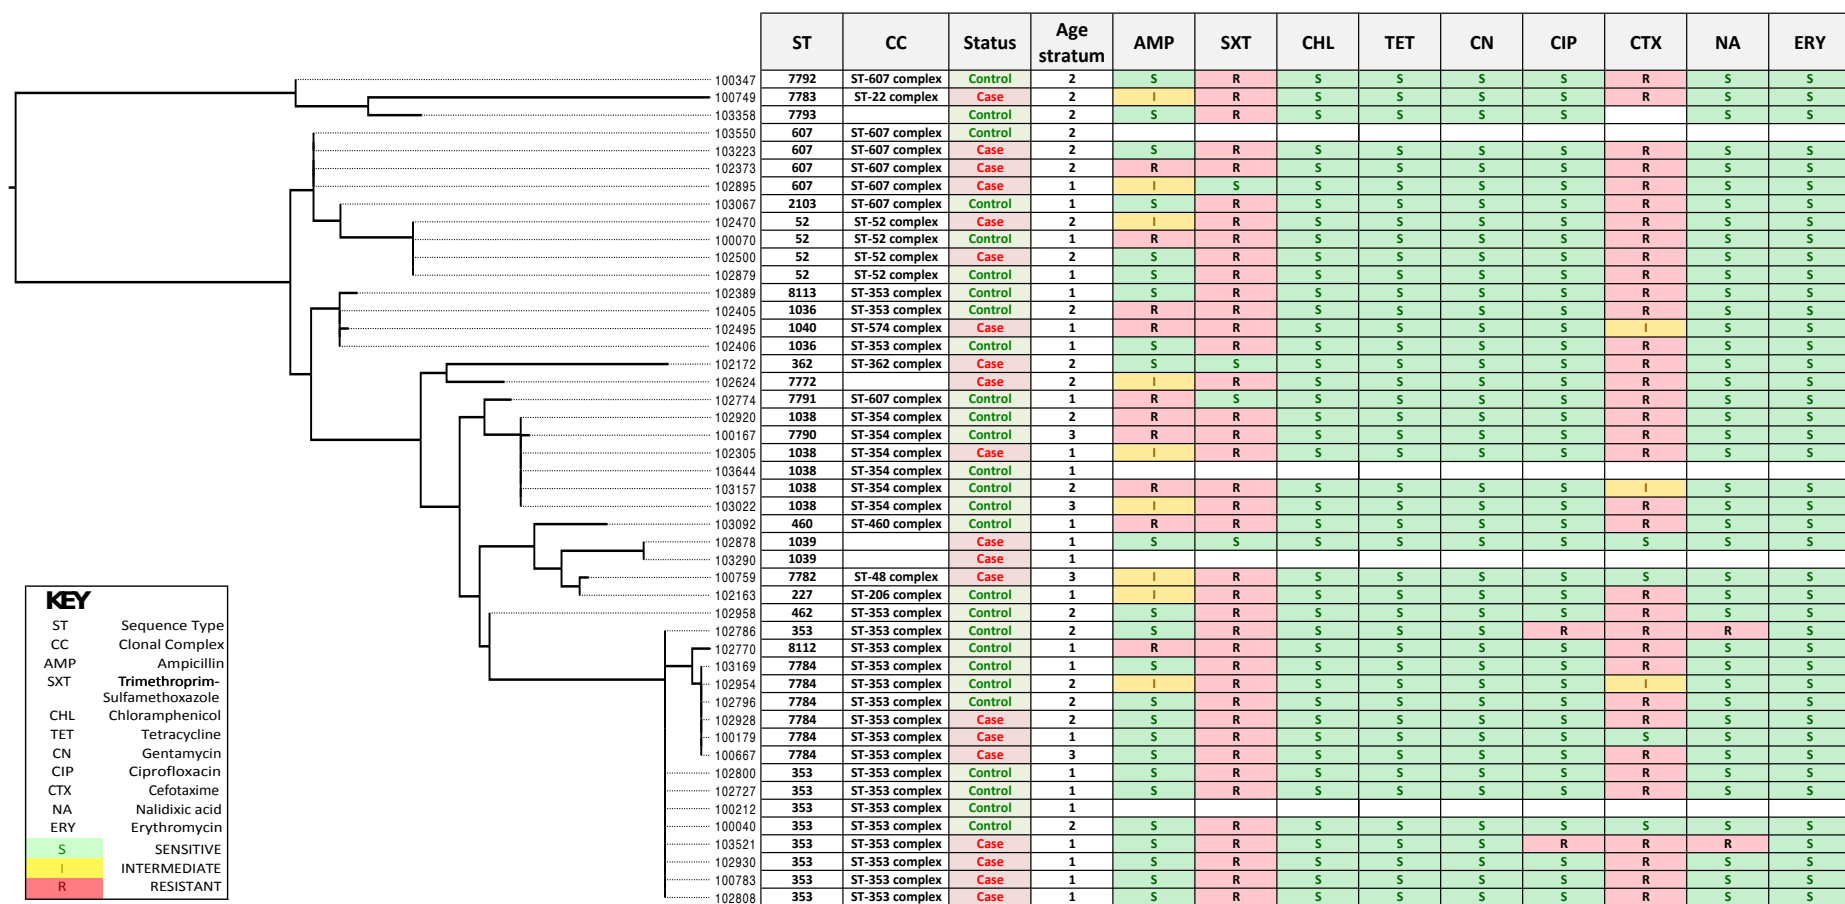 ST CC Status Age stratum AMP SXT CHL TET CN CIP CTX NA ERY
100347 7792 ST-607 complex Control 2 S R S S S S R S S
100749 7783 ST-22 complex Case 2 I R S S S S R S S
103358 7793 Control 2 S R S S S S S S
103550 607 ST-607 complex Control 2
103223 607 ST-607 complex Case 2 S R S S S S R S S
102373 607 ST-607 complex Case 2 R R S S S S R S S
102895 607 ST-607 complex Case 1 I S S S S S R S S
103067 2103 ST-607 complex Control 1 S R S S S S R S S
102470 52 ST-52 complex Case 2 I R S S S S R S S
100070 52 ST-52 complex Control 1 R R S S S S R S S
102500 52 ST-52 complex Case 2 S R S S S S R S S
102879 52 ST-52 complex Control 1 S R S S S S R S S
102389 8113 ST-353 complex Control 1 S R S S S S R S S
102405 1036 ST-353 complex Control 2 R R S S S S R S S
102495 1040 ST-574 complex Case 1 R R S S S S I S S
102406 1036 ST-353 complex Control 1 S R S S S S R S S
102172 362 ST-362 complex Case 2 S S S S S S R S S
102624 7772 Case 2 I R S S S S R S S
102774 7791 ST-607 complex Control 1 R S S S S S R S S
102920 1038 ST-354 complex Control 2 R R S S S S R S S
100167 7790 ST-354 complex Control 3 R R S S S S R S S
102305 1038 ST-354 complex Case 1 I R S S S S R S S
103644 1038 ST-354 complex Control 1
103157 1038 ST-354 complex Control 2 R R S S S S I S S
103022 1038 ST-354 complex Control 3 I R S S S S R S S
103092 460 ST-460 complex Control 1 R R S S S S R S S
102878 1039 Case 1 S S S S S S S S S
103290 1039 Case 1
100759 7782 ST-48 complex Case 3 I R S S S S S S S
102163 227 ST-206 complex Control 1 I R S S S S R S S
102958 462 ST-353 complex Control 2 S R S S S S R S S
102786 353 ST-353 complex Control 2 S R S S S R R R S
102770 8112 ST-353 complex Control 1 R R S S S S R S S
103169 7784 ST-353 complex Control 1 S R S S S S R S S
102954 7784 ST-353 complex Control 2 I R S S S S I S S
102796 7784 ST-353 complex Control 2 S R S S S S R S S
102928 7784 ST-353 complex Case 2 S R S S S S R S S
100179 7784 ST-353 complex Case 1 S R S S S S S S S
100667 7784 ST-353 complex Case 3 S R S S S S R S S
102800 353 ST-353 complex Control 1 S R S S S S R S S
102727 353 ST-353 complex Control 1 S R S S S S R S S
100212 353 ST-353 complex Control 1
100040 353 ST-353 complex Control 2 S R S S S S S S S
103521 353 ST-353 complex Case 1 S R S S S R R R S
102930 353 ST-353 complex Case 1 S R S S S S R S S
100783 353 ST-353 complex Case 1 S R S S S S R S S
102808 353 ST-353 complex Case 1 S R S S S S R S S
KEY
ST Sequence Type
CC Clonal Complex
AMP Ampicillin
SXT Trimethroprim-
Sulfamethoxazole
CHL Chloramphenicol
TET Tetracycline
CN Gentamycin
CIP Ciprofloxacin
CTX Cefotaxime
NA Nalidixic acid
ERY Erythromycin
S SENSITIVE
I INTERMEDIATE
R RESISTANT